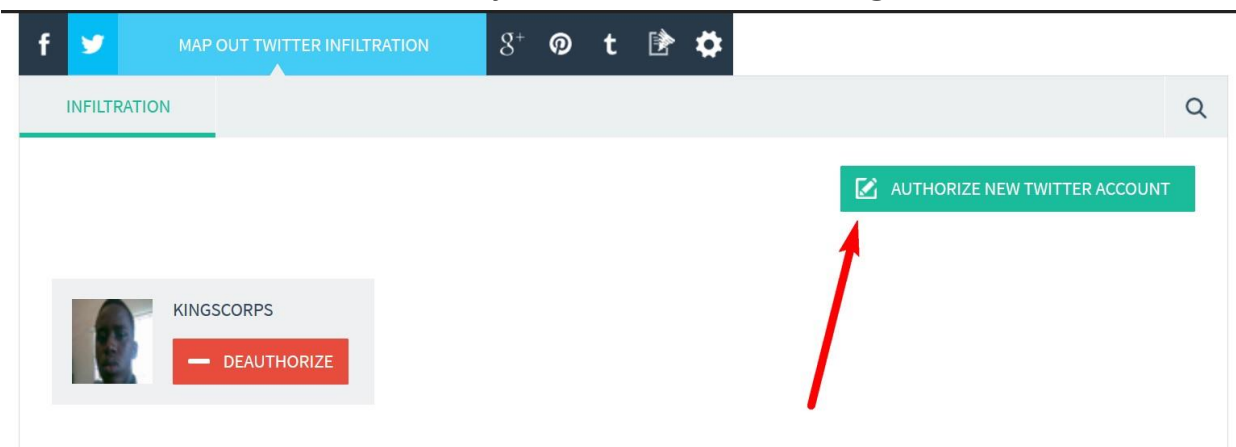 MAP OUT TWITTER INFILTRATION
INFILTRATION
AUTHORIZE NEW TWITTER ACCOUNT
KINGSCORPS
DEAUTHORIZE